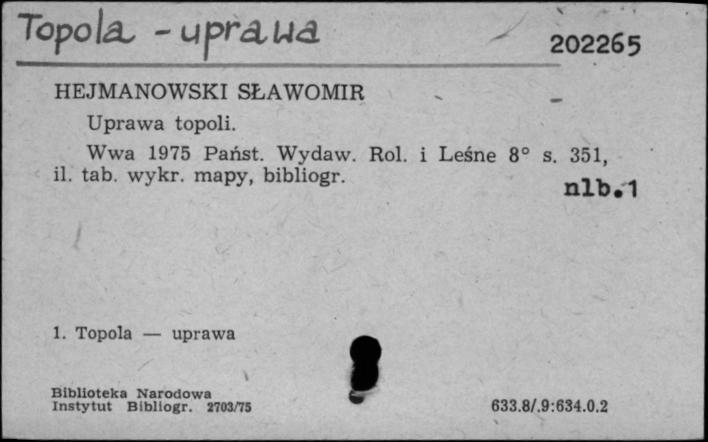 Topola - uprawa
202265
HEJMANOWSKI SŁAWOMIR
Uprawa topoli.
Wwa 1975 Państ. Wydaw. Rol. i Leśne 8° s. 351,
il. tab. wykr. mapy, bibliogr.
nlb.1
1. Topola — uprawa
Biblioteka Narodowa
Instytut Bibliogr. 2703/75
633.8/.9:634.0.2